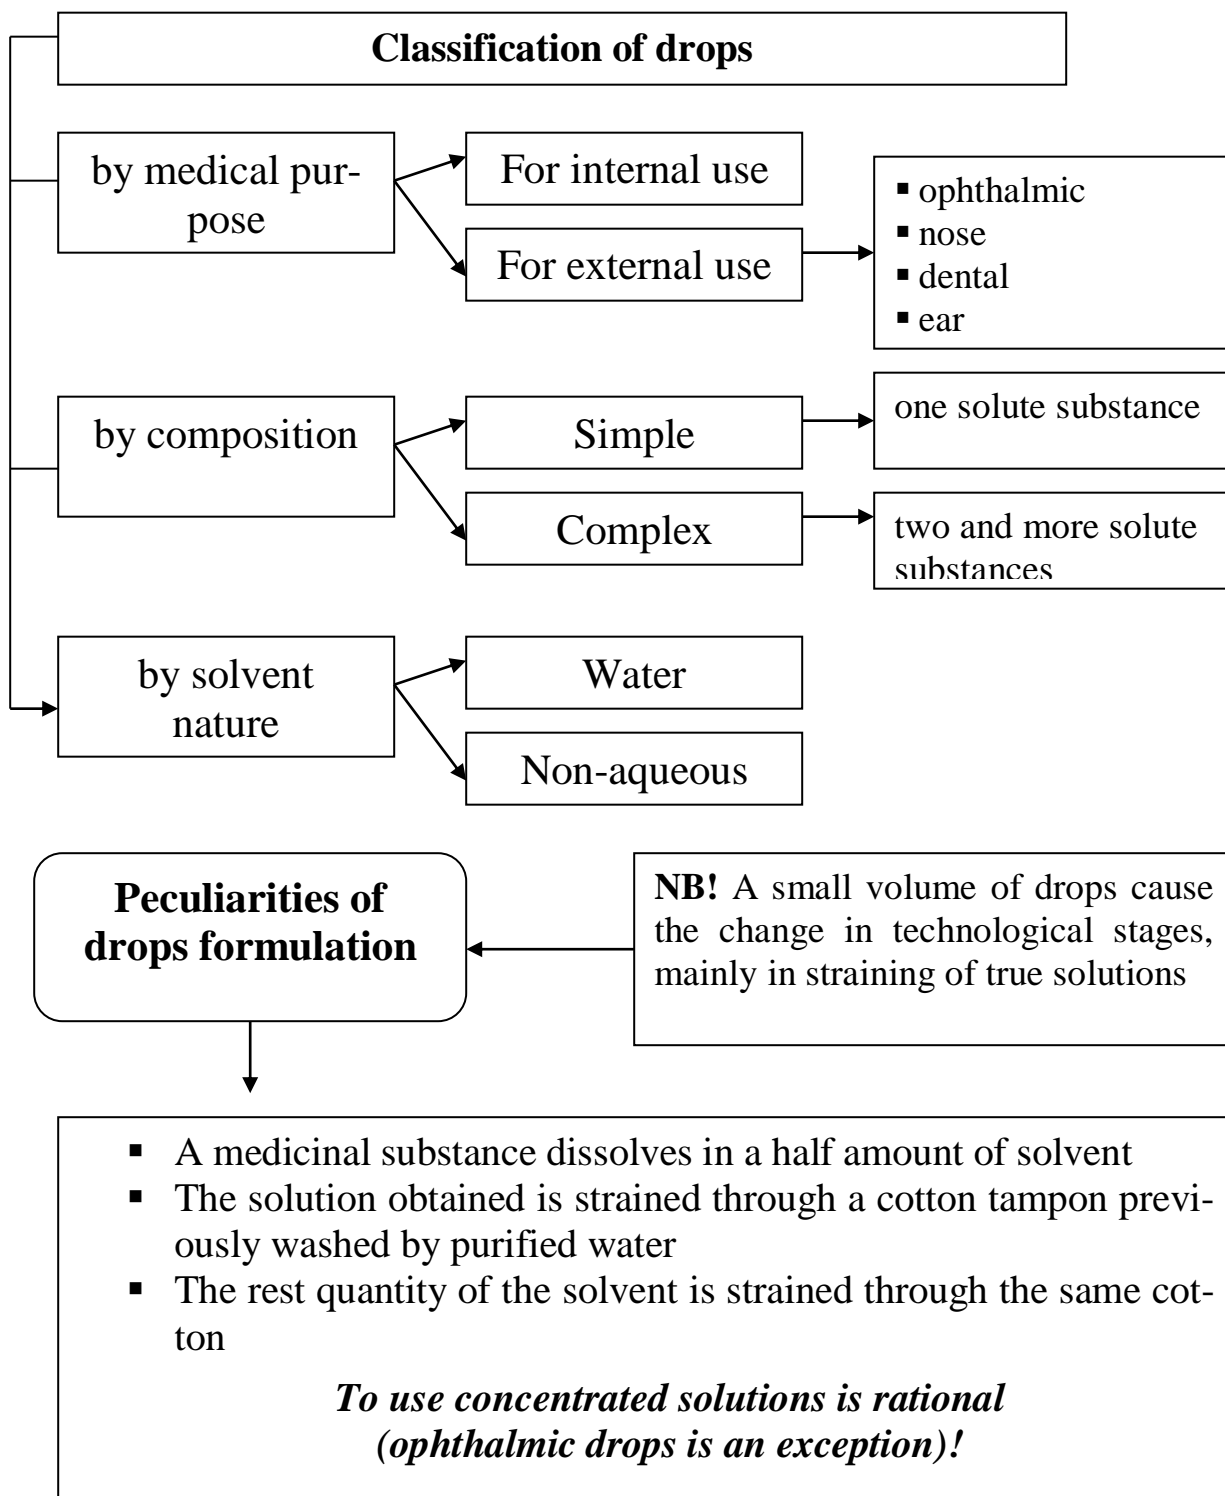 Classification of drops
by medical pur-
pose
For internal use
For external use
▪ ophthalmic
▪ nose
▪ dental
▪ ear
by composition
Simple
one solute substance
Complex
two and more solute
substances
by solvent
nature
Water
Non-aqueous
Peculiarities of
drops formulation
NB! A small volume of drops cause
the change in technological stages,
mainly in straining of true solutions
▪ A medicinal substance dissolves in a half amount of solvent
▪ The solution obtained is strained through a cotton tampon previ-
ously washed by purified water
▪ The rest quantity of the solvent is strained through the same cot-
ton
To use concentrated solutions is rational
(ophthalmic drops is an exception)!